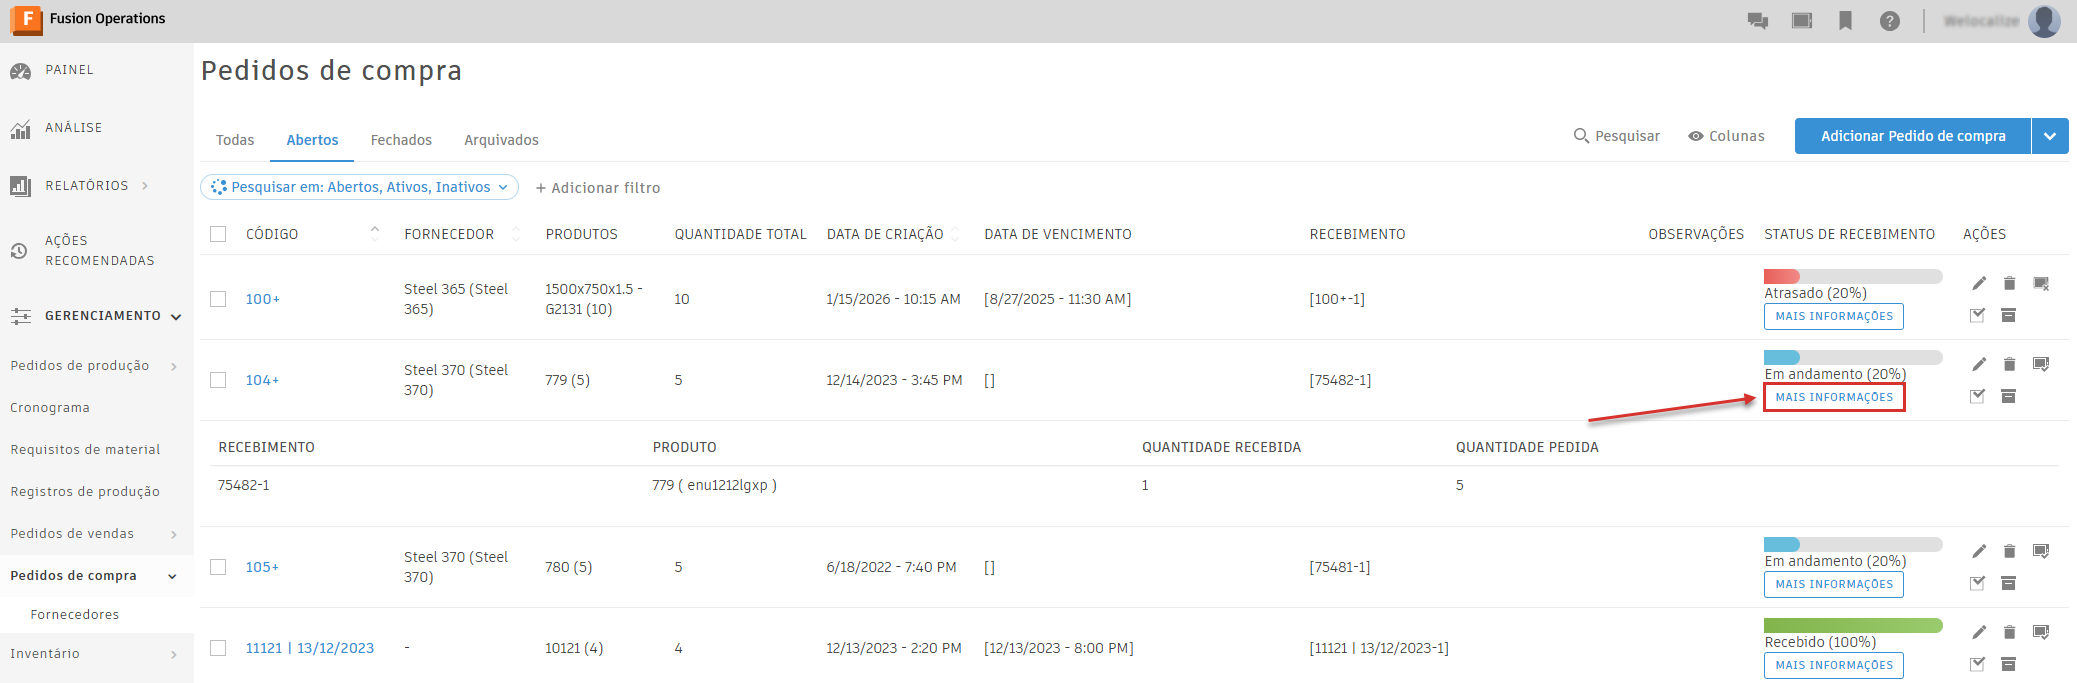 F Fusion Operations
Welocalize
PAINEL
ANÁLISE
RELATÓRIOS
AÇÕES
RECOMENDADAS
GERENCIAMENTO
Pedidos de produção
Cronograma
Requisitos de material
Registros de produção
Pedidos de vendas
Pedidos de compra
Fornecedores
Inventário
Pedidos de compra
Todas Abertos Fechados Arquivados
Pesquisar Colunas Adicionar Pedido de compra
Pesquisar em: Abertos, Ativos, Inativos + Adicionar filtro
CÓDIGO FORNECEDOR PRODUTOS QUANTIDADE TOTAL DATA DE CRIAÇÃO DATA DE VENCIMENTO RECEBIMENTO OBSERVAÇÕES STATUS DE RECEBIMENTO AÇÕES
100+ Steel 365 (Steel 365) 1500x750x1.5 - G2131 (10) 10 1/15/2026 - 10:15 AM [8/27/2025 - 11:30 AM] [100+-1] Atrasado (20%)
MAIS INFORMAÇÕES
104+ Steel 370 (Steel 370) 779 (5) 5 12/14/2023 - 3:45 PM [] [75482-1] Em andamento (20%)
MAIS INFORMAÇÕES
RECEBIMENTO PRODUTO QUANTIDADE RECEBIDA QUANTIDADE PEDIDA
75482-1 779 ( enu1212lgxp ) 1 5
105+ Steel 370 (Steel 370) 780 (5) 5 6/18/2022 - 7:40 PM [] [75481-1] Em andamento (20%)
MAIS INFORMAÇÕES
11121 | 13/12/2023 - 10121 (4) 4 12/13/2023 - 2:20 PM [12/13/2023 - 8:00 PM] [11121 | 13/12/2023-1] Recebido (100%)
MAIS INFORMAÇÕES